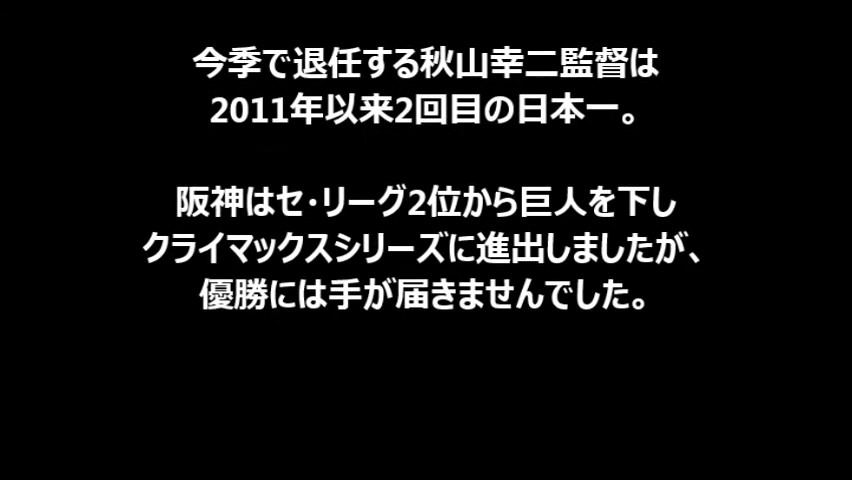 今季で退任する秋山幸二監督は
2011年以来2回目の日本一。
阪神はセ・リーグ2位から巨人を下し
クライマックスシリーズに進出しましたが、
優勝には手が届きませんでした。